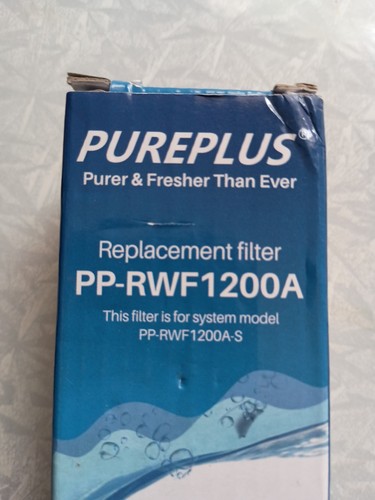 PUREPLUS®
Purer & Fresher Than Ever
Replacement filter
PP-RWF1200A
This filter is for system model
PP-RWF1200A-S